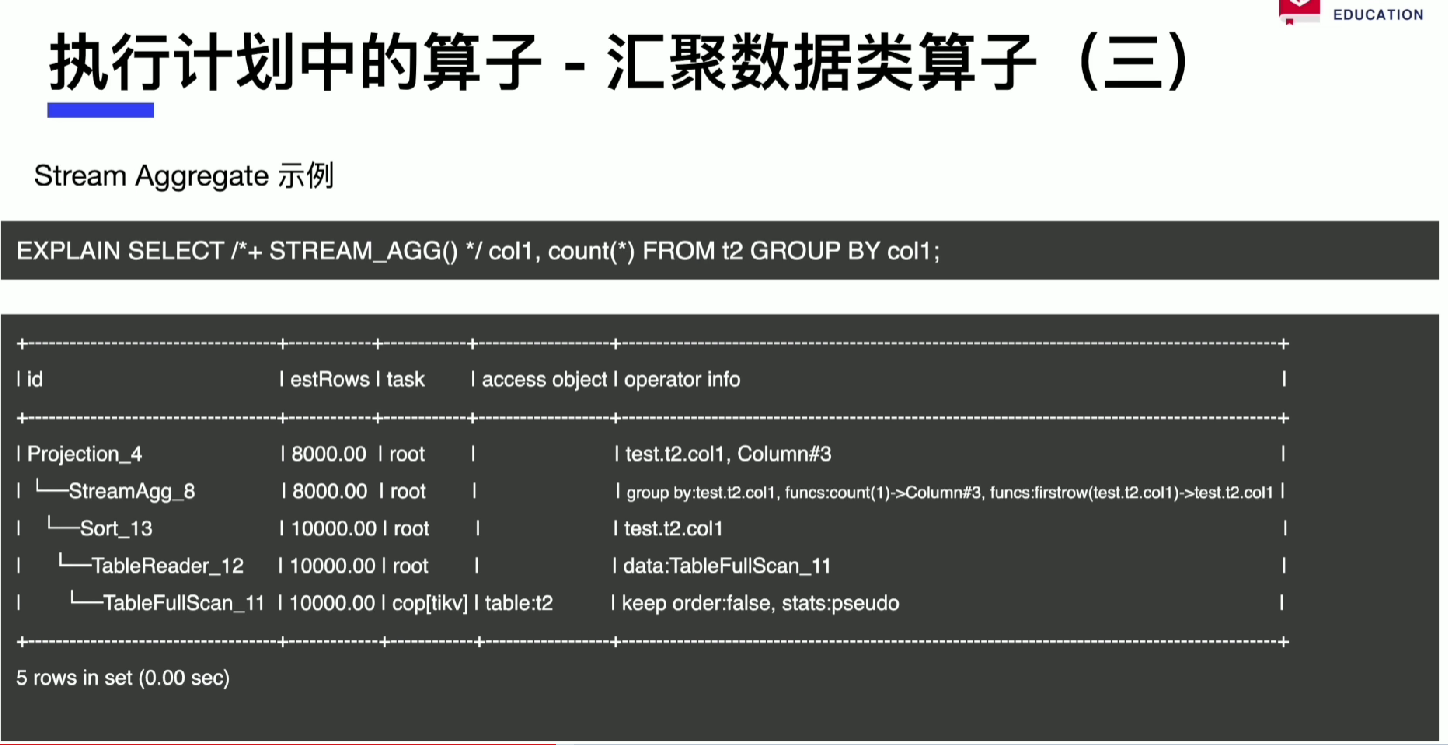 EDUCATION
执行计划中的算子 - 汇聚数据类算子（三）
Stream Aggregate 示例
EXPLAIN SELECT /*+ STREAM_AGG() */ col1, count(*) FROM t2 GROUP BY col1;
+------------------------------------+------------+-----------+--------------------+------------------------------------------------------------------------------------------------+
| id | estRows | task | access object | operator info |
+------------------------------------+------------+-----------+--------------------+------------------------------------------------------------------------------------------------+
| Projection_4 | 8000.00 | root | | test.t2.col1, Column#3 |
| └──StreamAgg_8 | 8000.00 | root | | group by:test.t2.col1, funcs:count(1)->Column#3, funcs:firstrow(test.t2.col1)->test.t2.col1 |
| └──Sort_13 | 10000.00 | root | | test.t2.col1 |
| └──TableReader_12 | 10000.00 | root | | data:TableFullScan_11 |
| └──TableFullScan_11 | 10000.00 | cop[tikv] | table:t2 | keep order:false, stats:pseudo |
+------------------------------------+-------------+-----------+-------------------+------------------------------------------------------------------------------------------------+
5 rows in set (0.00 sec)